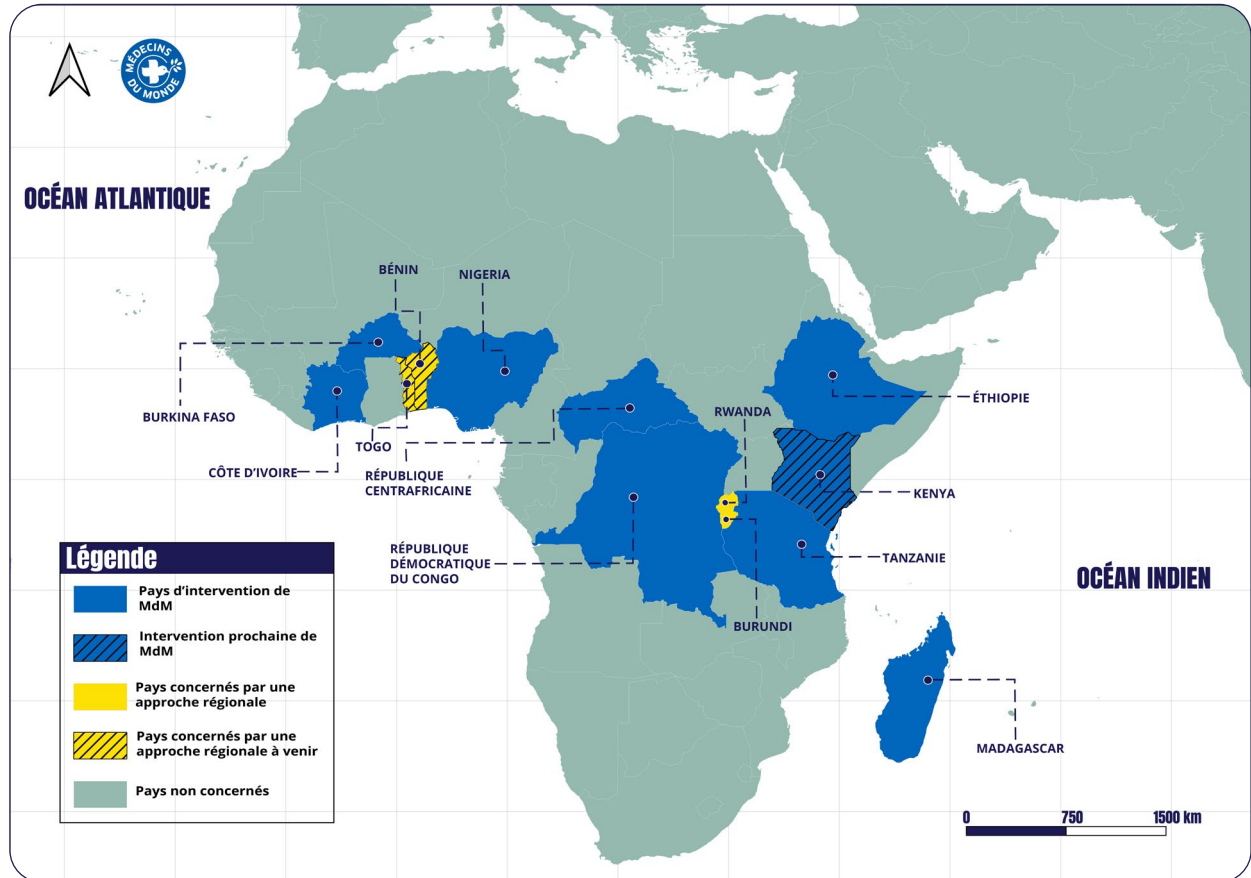 MÉDECINS
DU MONDE
OCÉAN ATLANTIQUE
BÉNIN
NIGERIA
BURKINA FASO
RWANDA
ÉTHIOPIE
TOGO
CÔTE D'IVOIRE
RÉPUBLIQUE
CENTRAFRICAINE
KENYA
RÉPUBLIQUE
DÉMOCRATIQUE
DU CONGO
TANZANIE
OCÉAN INDIEN
BURUNDI
MADAGASCAR
Légende
Pays d'intervention de
MdM
Intervention prochaine de
MdM
Pays concernés par une
approche régionale
Pays concernés par une
approche régionale à venir
Pays non concernés
0 750 1500 km